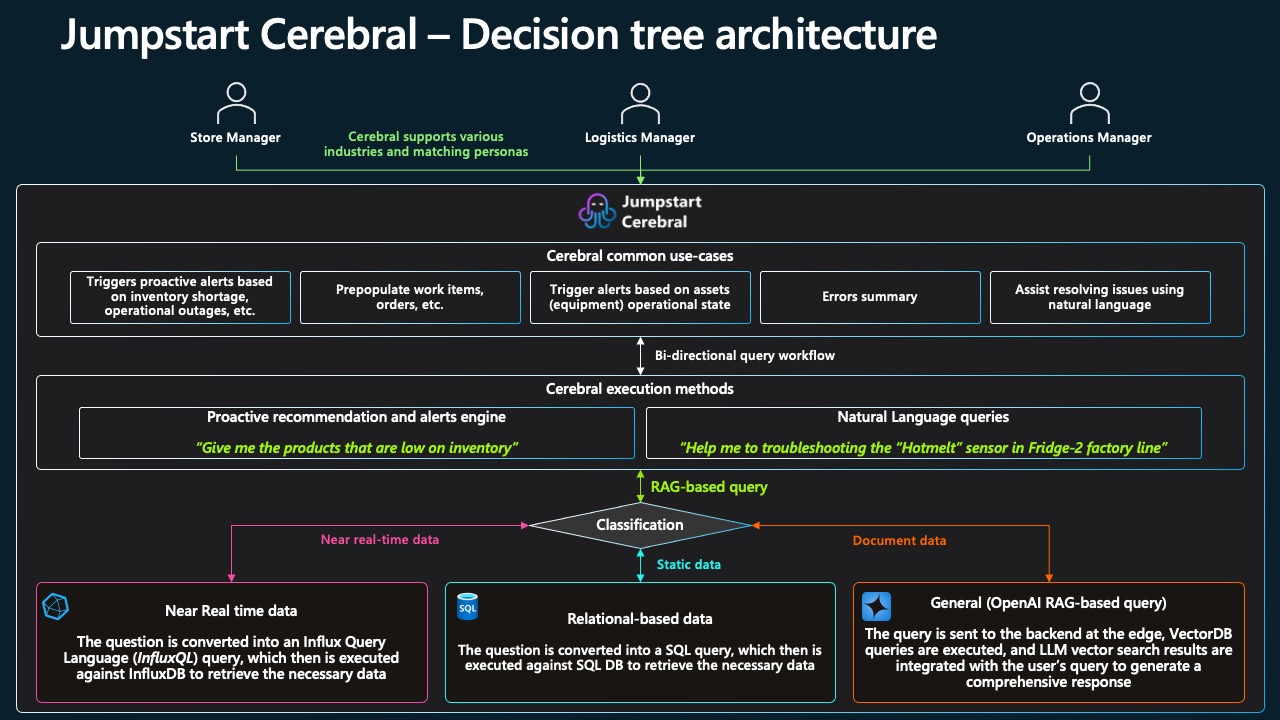 Jumpstart Cerebral – Decision tree architecture
Store Manager
Cerebral supports various
industries and matching personas
Logistics Manager
Operations Manager
Jumpstart
Cerebral
Cerebral common use-cases
Triggers proactive alerts based
on inventory shortage,
operational outages, etc.
Prepopulate work items,
orders, etc.
Trigger alerts based on assets
(equipment) operational state
Errors summary
Assist resolving issues using
natural language
Bi-directional query workflow
Cerebral execution methods
Proactive recommendation and alerts engine
“Give me the products that are low on inventory”
Natural Language queries
“Help me to troubleshooting the “Hotmelt” sensor in Fridge-2 factory line”
RAG-based query
Classification
Near real-time data
Document data
Static data
Near Real time data
The question is converted into an Influx Query
Language (InfluxQL) query, which then is executed
against InfluxDB to retrieve the necessary data
SQL
Relational-based data
The question is converted into a SQL query, which then is
executed against SQL DB to retrieve the necessary data
General (OpenAI RAG-based query)
The query is sent to the backend at the edge, VectorDB
queries are executed, and LLM vector search results are
integrated with the user’s query to generate a
comprehensive response